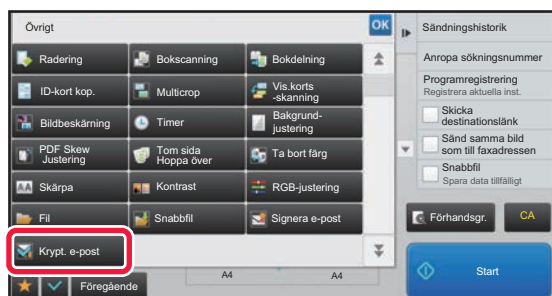 Övrigt
OK
Radering
Bokscanning
Bokdelning
ID-kort kop.
Multicrop
Vis.korts
-skanning
Bildbeskärning
Timer
Bakgrund-
justering
PDF Skew
Justering
Tom sida
Hoppa över
Ta bort färg
AA
Skärpa
Kontrast
RGB-justering
Fil
Snabbfil
Signera e-post
Krypt. e-post
Föregående
A4
A4
Sändningshistorik
Anropa sökningsnummer
Programregistrering
Registrera aktuella inst.
Skicka
destinationslänk
Sänd samma bild
som till faxadressen
Snabbfil
Spara data tillfälligt
Förhandsgr.
CA
Start